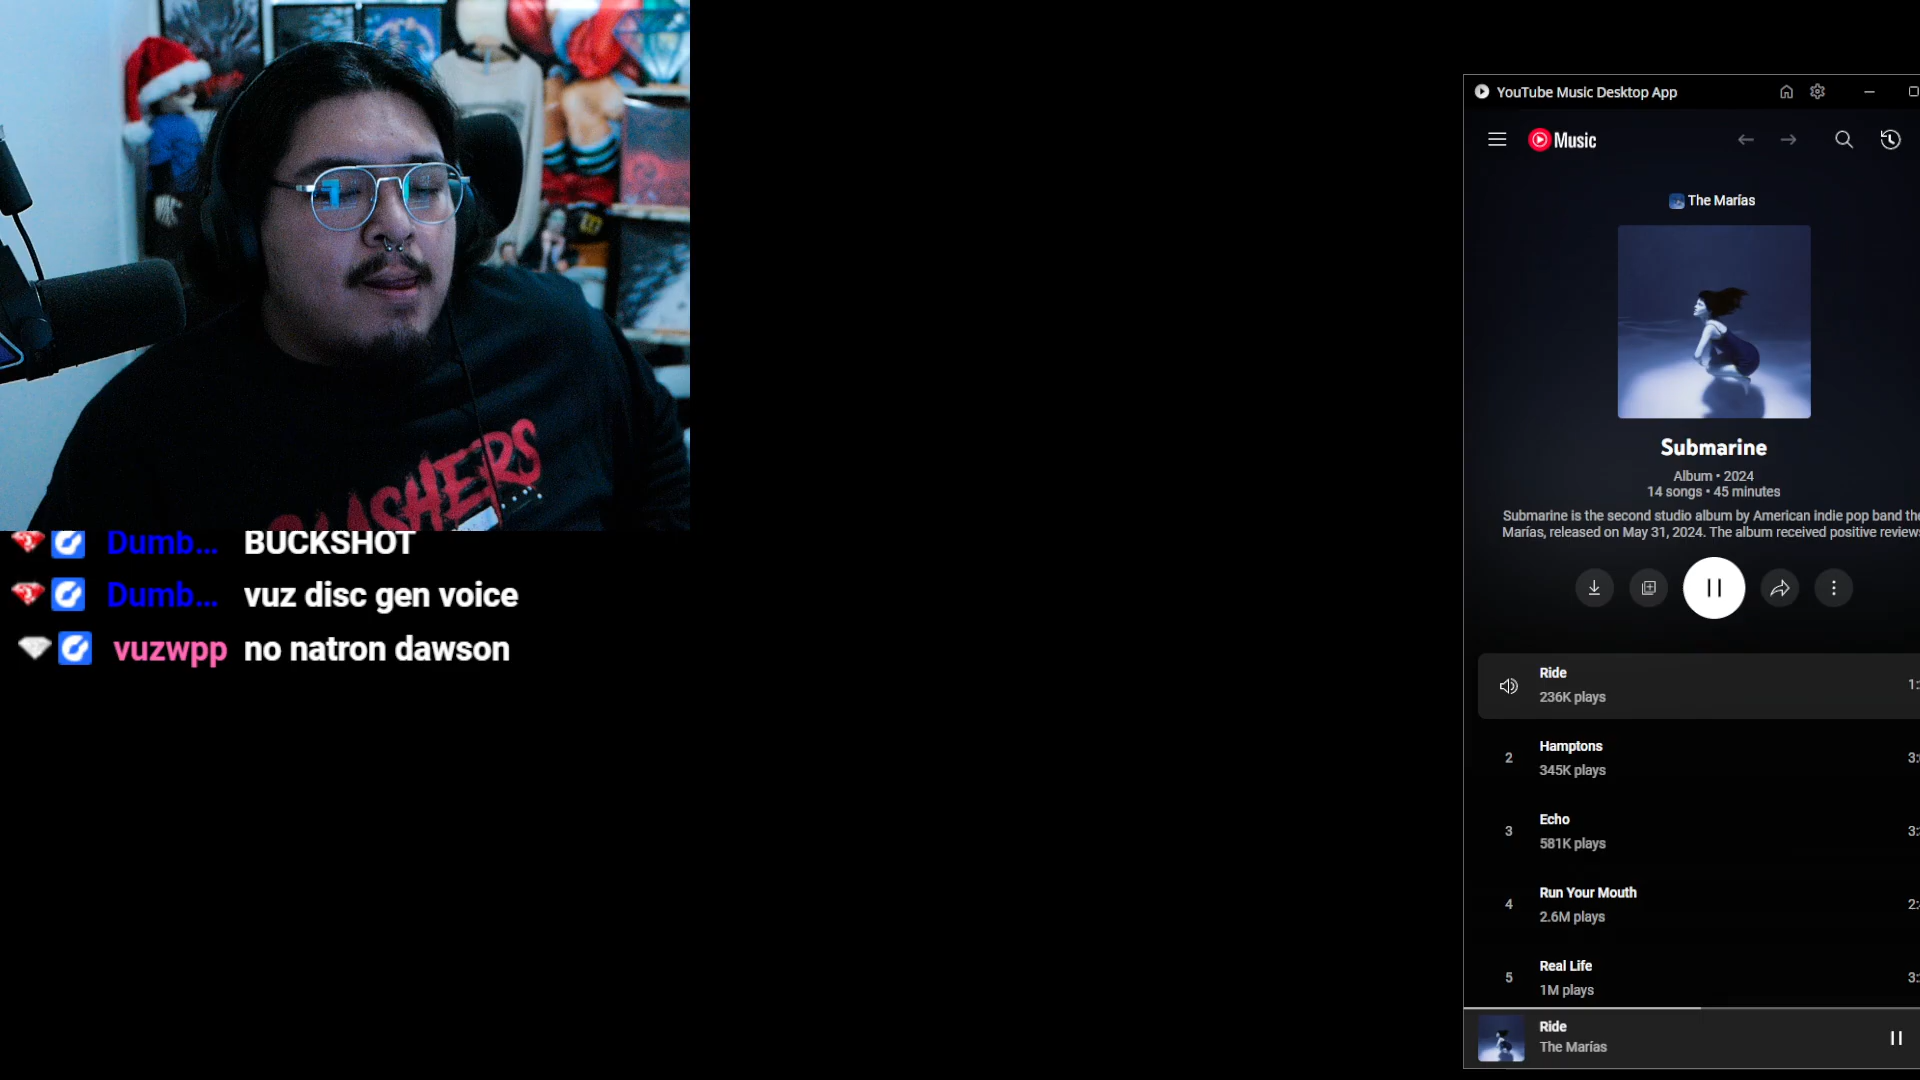 SLASHERS
Dumb... BUCKSHOT
Dumb... vuz disc gen voice
vuzwpp no natron dawson
YouTube Music Desktop App
Music
The Marías
Submarine
Album • 2024
14 songs • 45 minutes
Submarine is the second studio album by American indie pop band the
Marías, released on May 31, 2024. The album received positive reviews
Ride
236K plays
2 Hamptons
345K plays
3 Echo
581K plays
4 Run Your Mouth
2.6M plays
5 Real Life
1M plays
Ride
The Marías